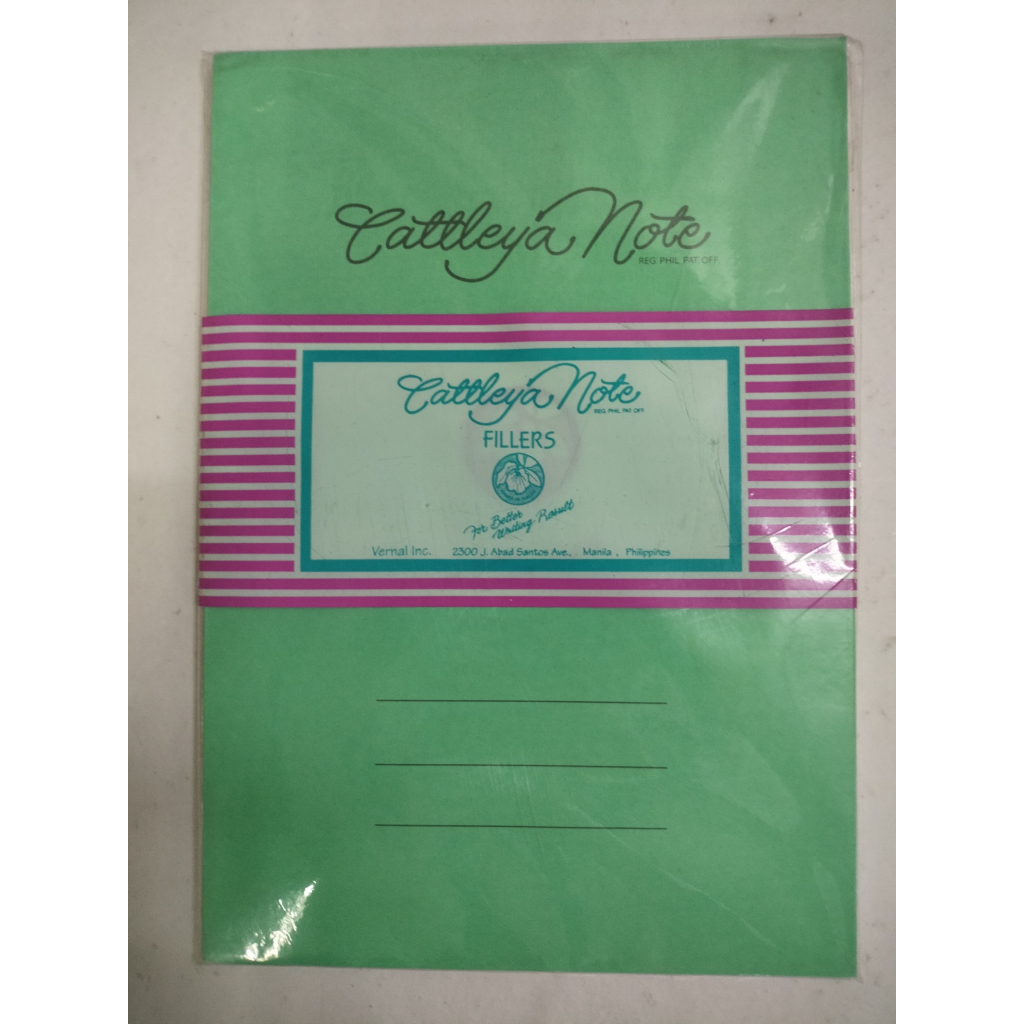 Cattleya Note
REG. PHIL. PAT. OFF
Cattleya Note
REG. PHIL. PAT. OFF
FILLERS
For Better
Writing Result
Vernal Inc. 2300 J. Abad Santos Ave., Manila , Philippines